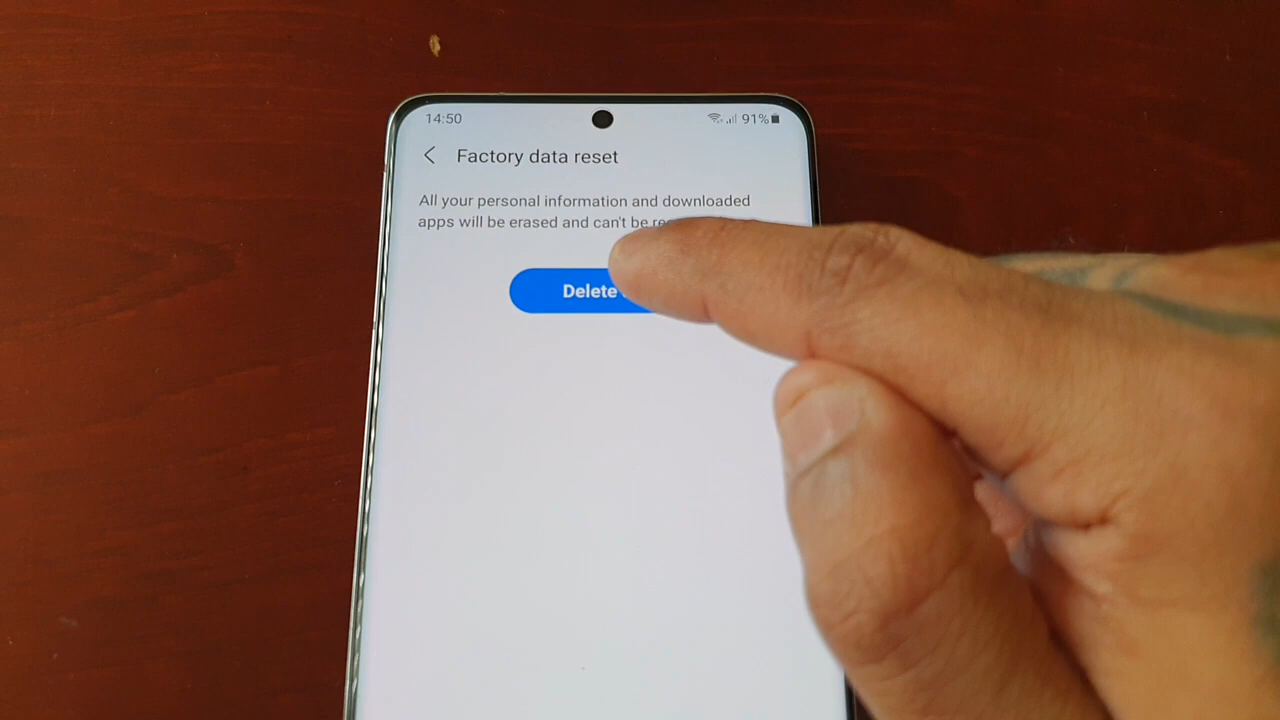 14:50
91%
Factory data reset
All your personal information and downloaded
apps will be erased and can't be
Delete